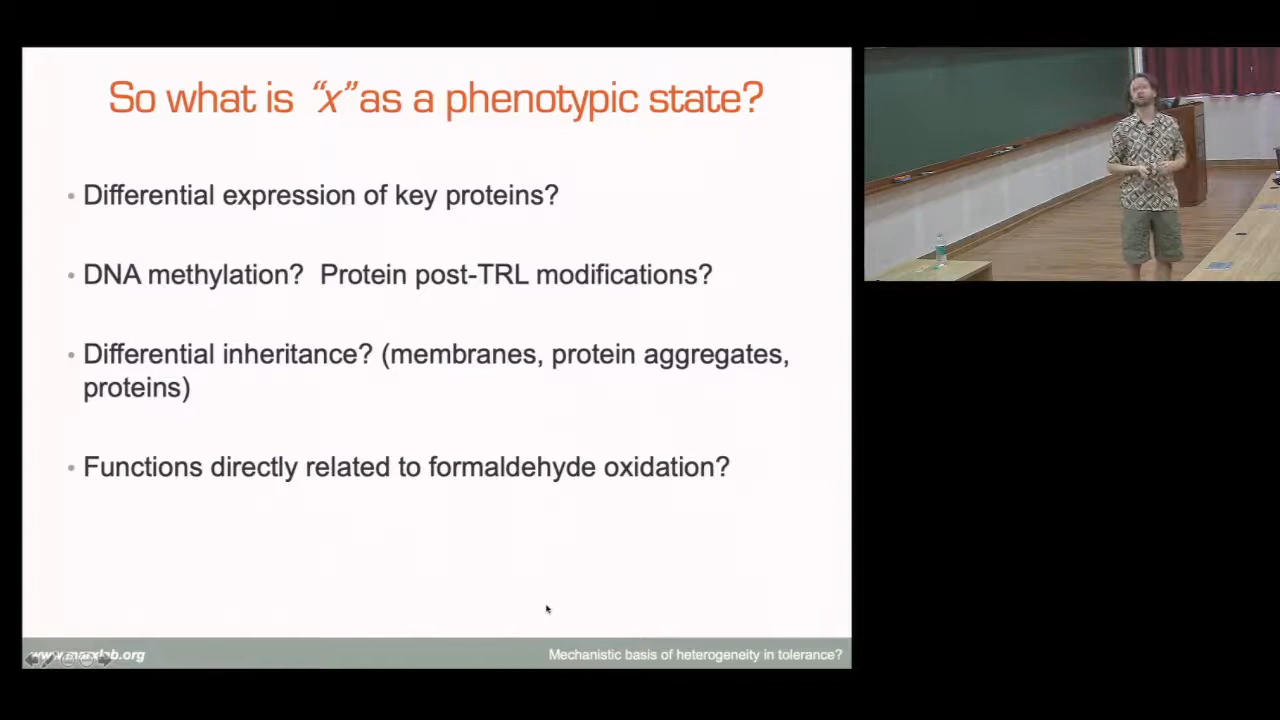 So what is “x” as a phenotypic state?
• Differential expression of key proteins?
• DNA methylation? Protein post-TRL modifications?
• Differential inheritance? (membranes, protein aggregates,
proteins)
• Functions directly related to formaldehyde oxidation?
www.marxlab.org
Mechanistic basis of heterogeneity in tolerance?